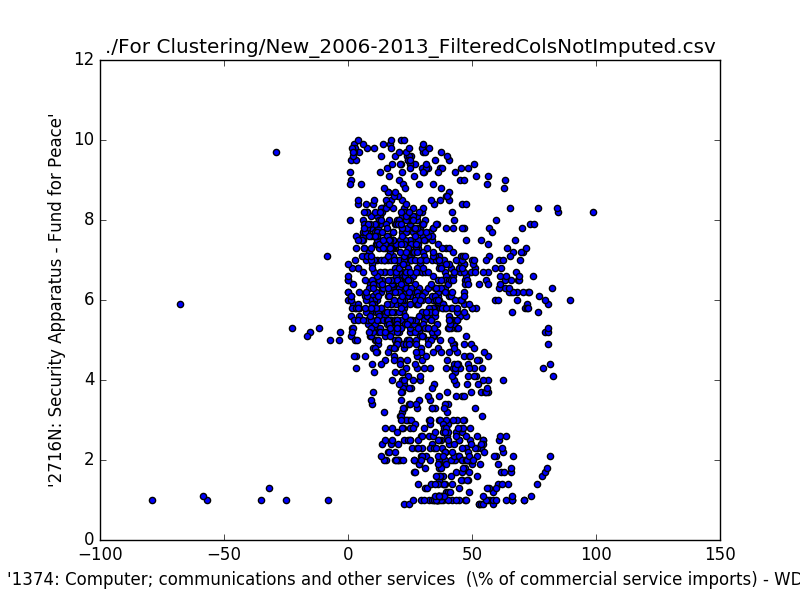 ./For Clustering/New_2006-2013_FilteredColsNotImputed.csv
'2716N: Security Apparatus - Fund for Peace'
12
10
8
6
4
2
0
−100 −50 0 50 100 150
'1374: Computer; communications and other services (\% of commercial service imports) - WD